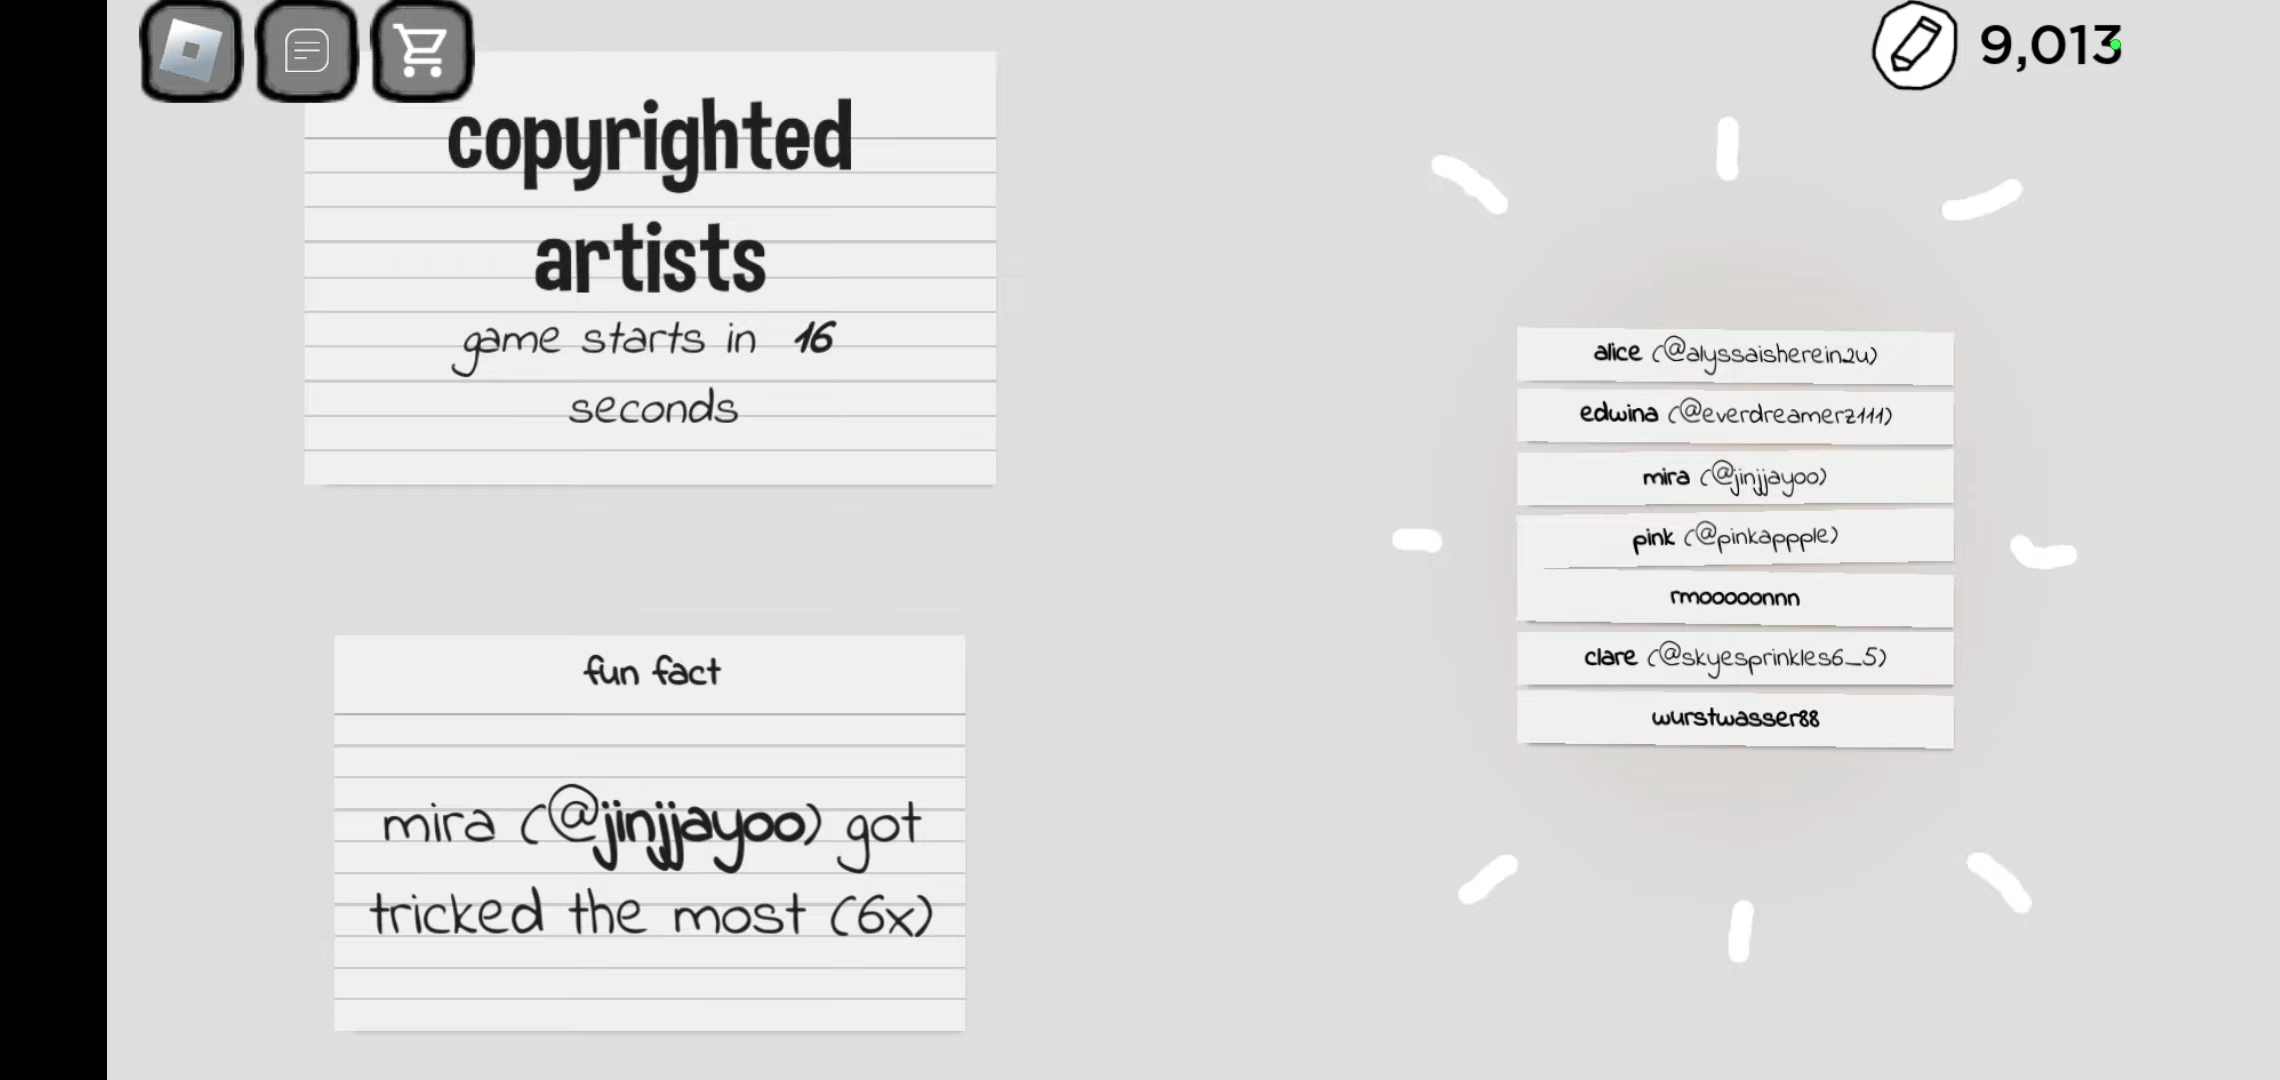 9,013
copyrighted
artists
game starts in 16
seconds
fun fact
mira (@jinjjayoo) got
tricked the most (6x)
alice (@alyssaisherein2u)
edwina (@everdreamerz111)
mira (@jinjjayoo)
pink (@pinkappple)
rmooooonnn
clare (@skyesprinkles6_5)
wurstwasser88